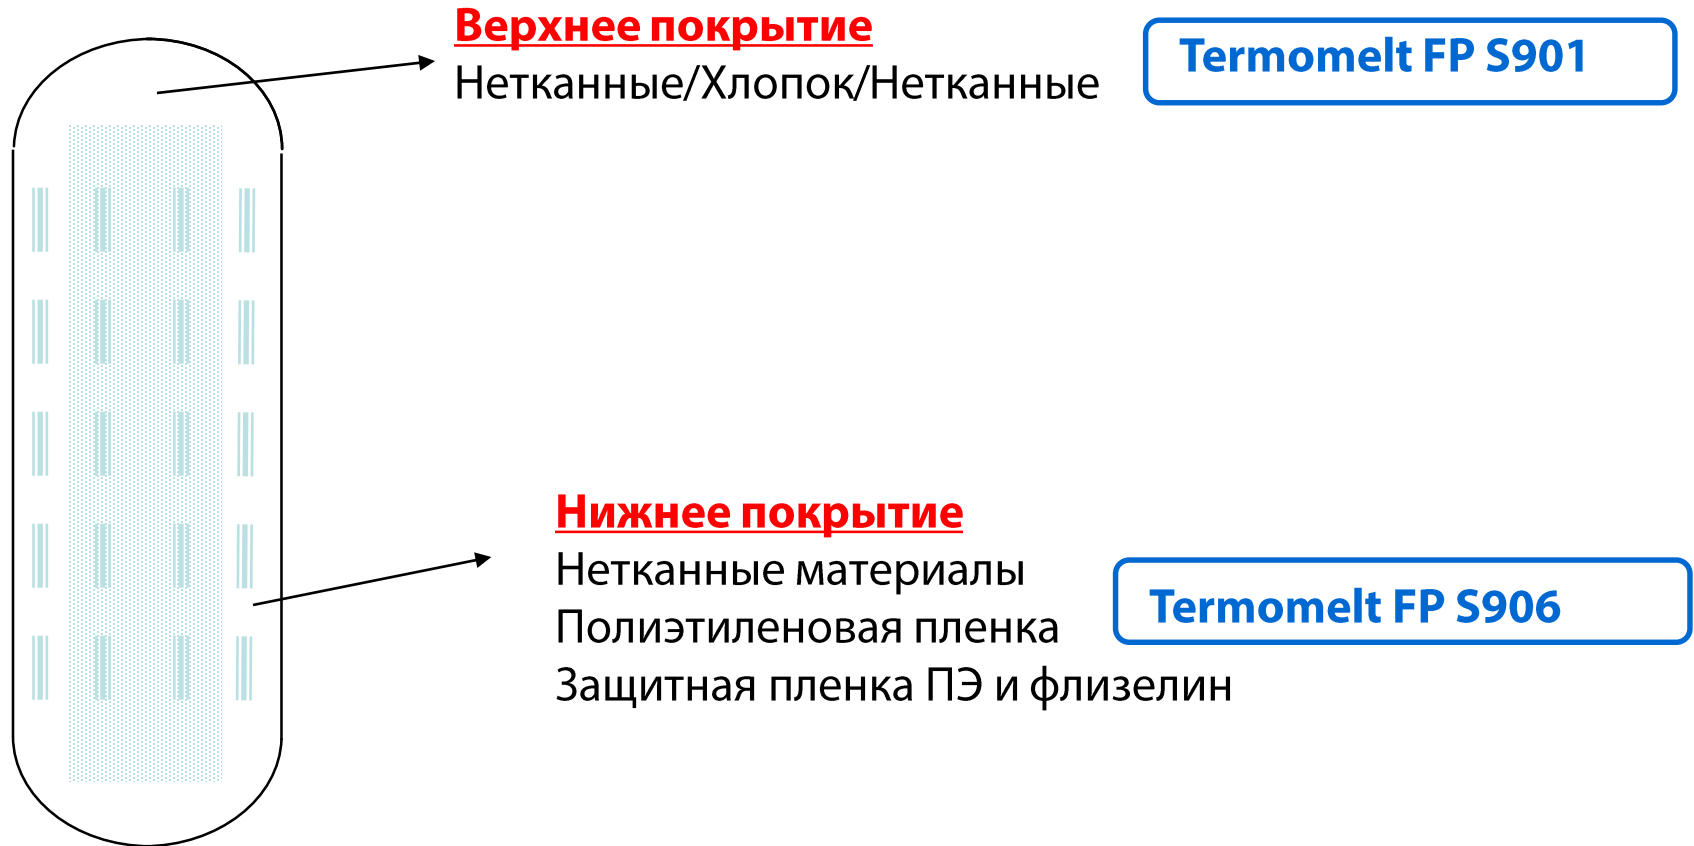 Верхнее покрытие
Нетканные/Хлопок/Нетканные
Termomelt FP S901
Нижнее покрытие
Нетканные материалы
Полиэтиленовая пленка
Защитная пленка ПЭ и флизелин
Termomelt FP S906